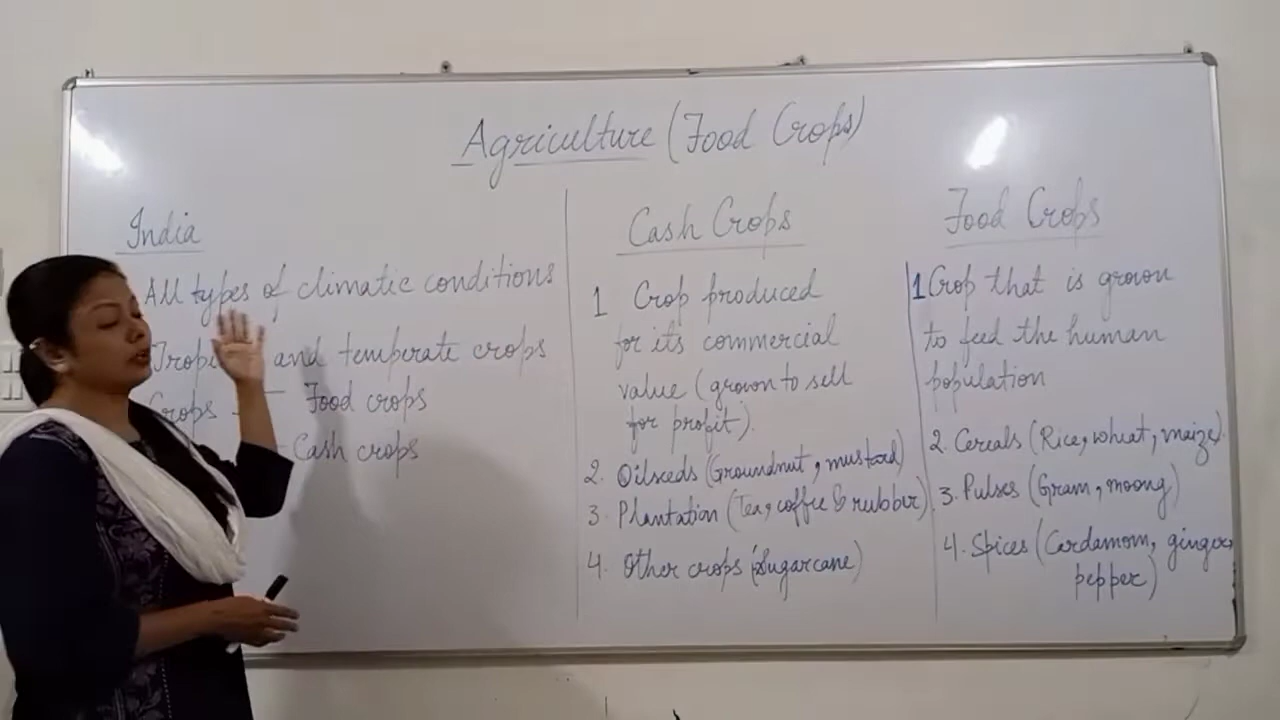 Agriculture (Food Crops)
India
All types of climatic conditions
and temperate crops
Crops - Food crops
- Cash crops
Cash Crops
1 Crop produced
for its commercial
value (grown to sell
for profit).
2. Oilseeds (Groundnut, mustard)
3. Plantation (Tea, coffee & rubber)
4. Other crops (Sugarcane)
Food Crops
1 Crop that is grown
to feed the human
population
2. Cereals (Rice, wheat, maize).
3. Pulses (Gram, moong)
4. Spices (Cardamom, ginger,
pepper)